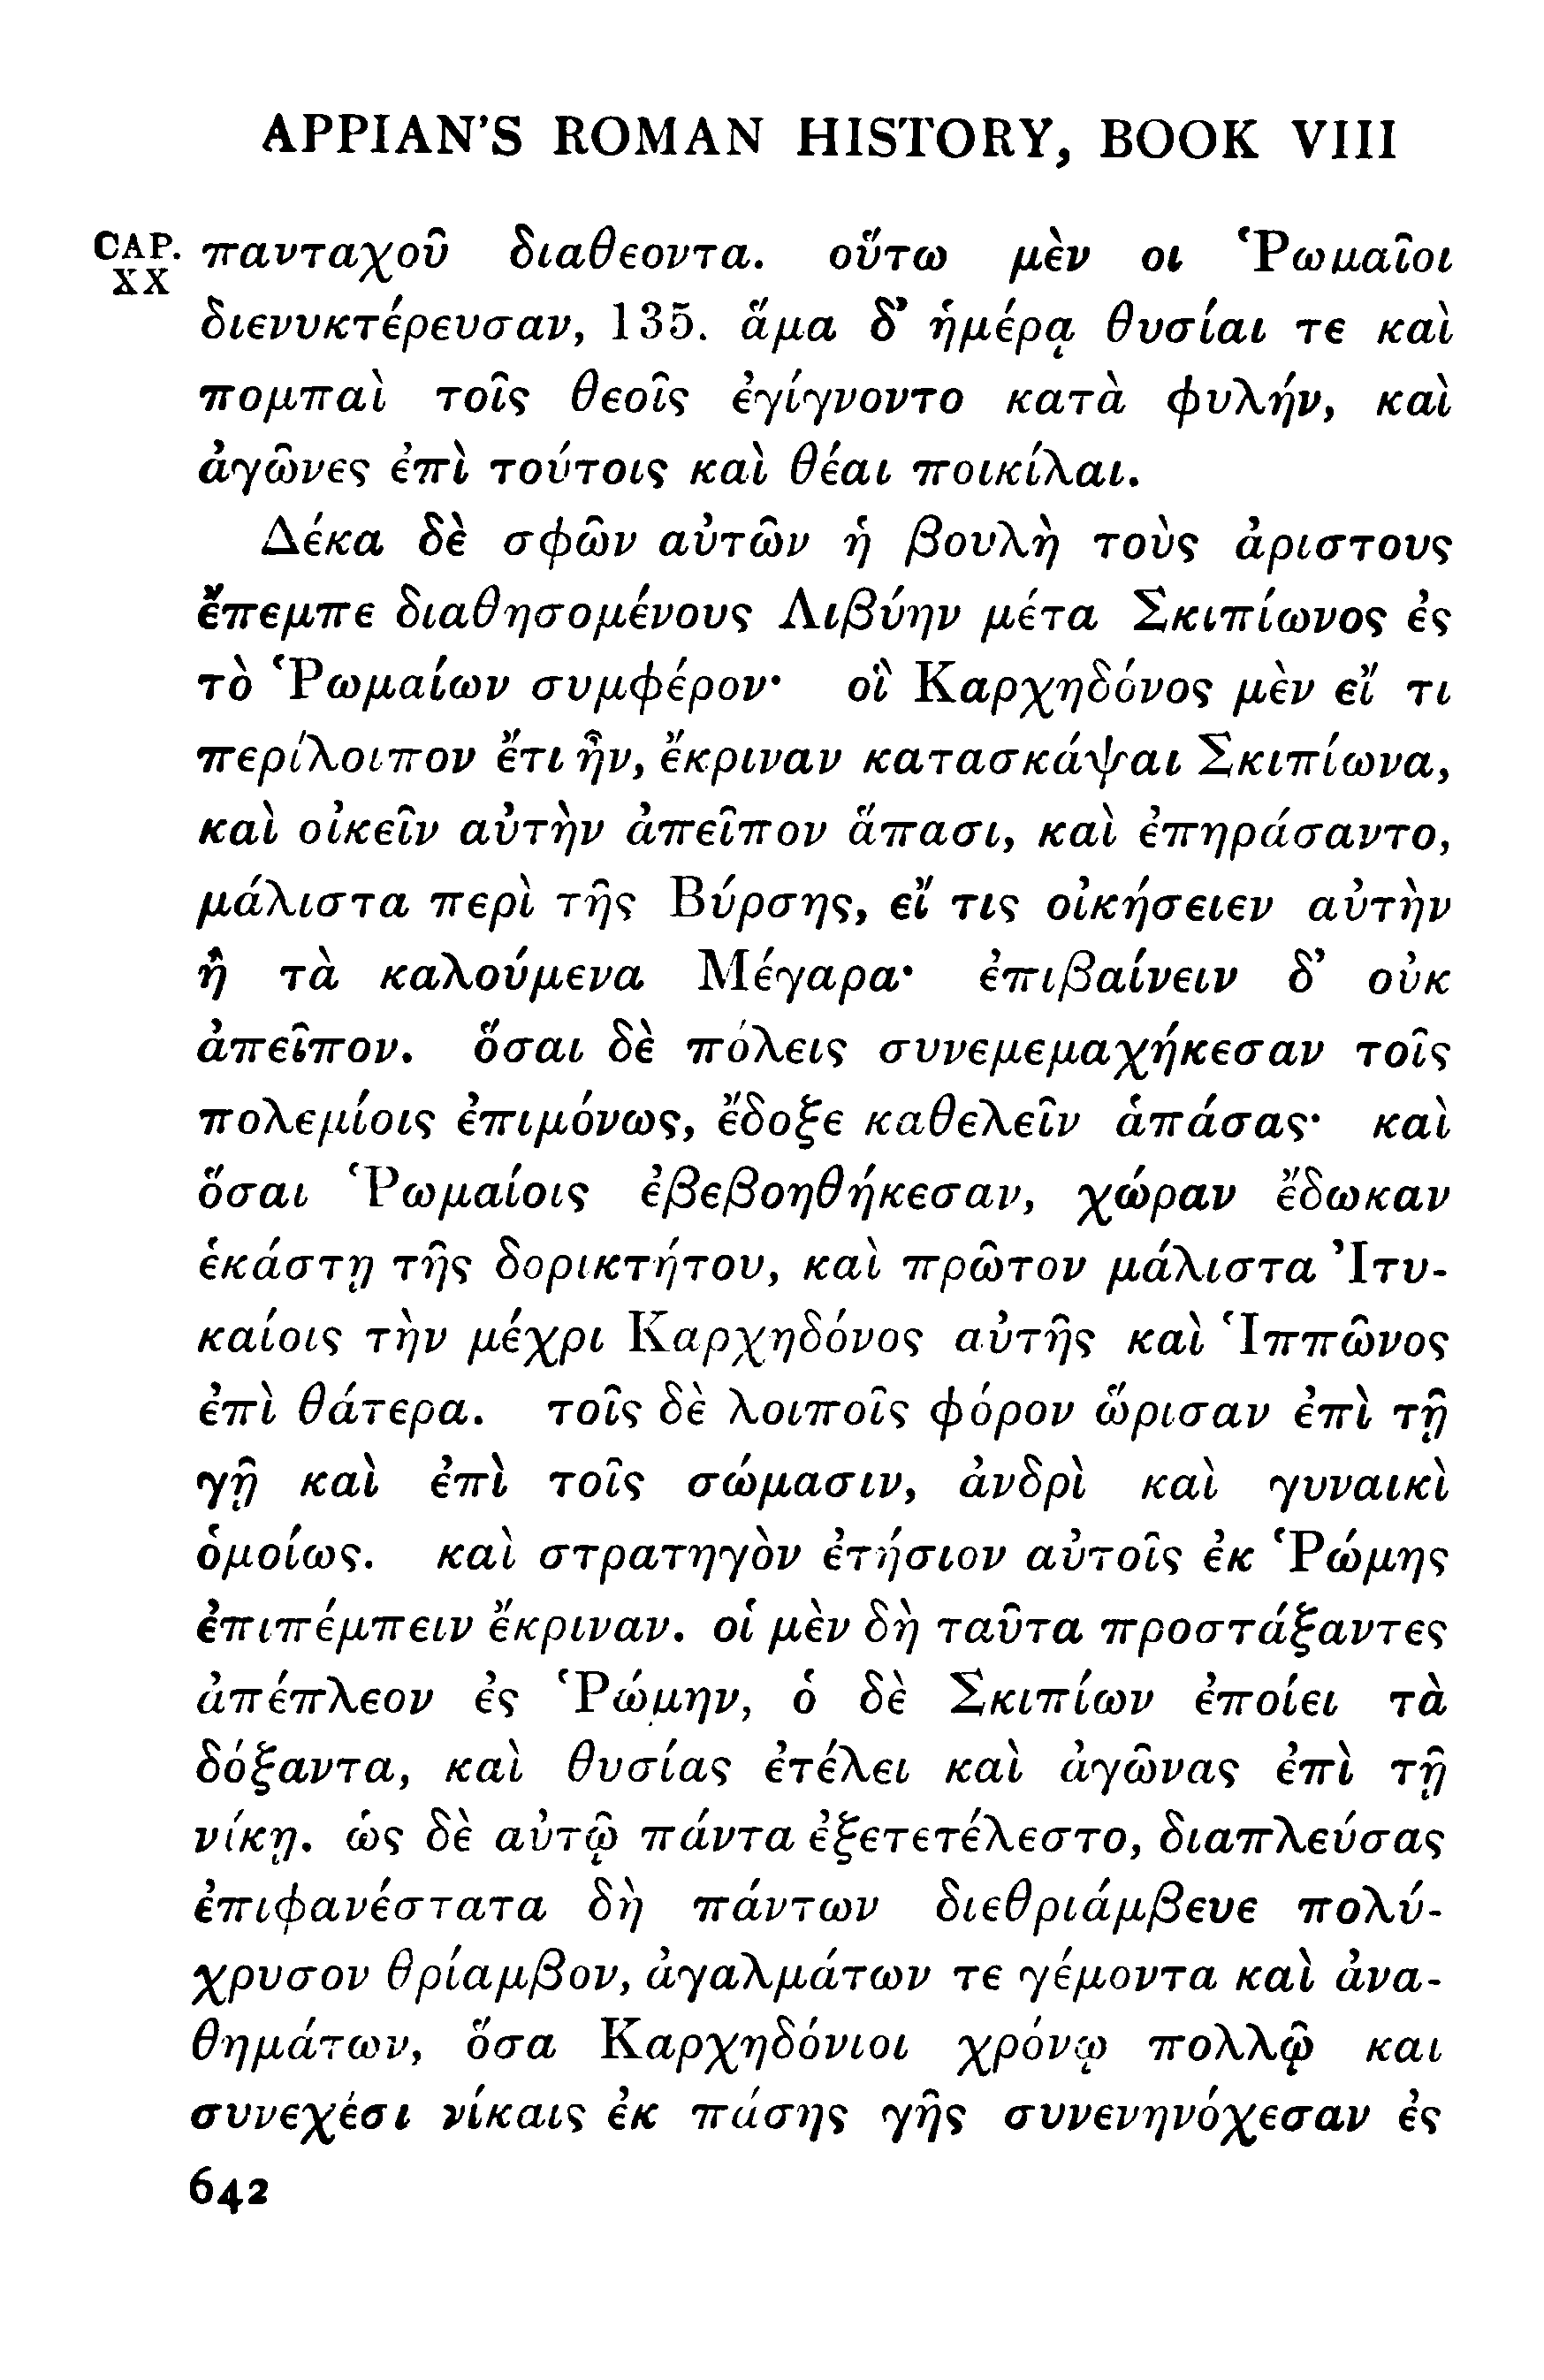 APPIAN'S ROMAN HISTORY, BOOK VIII
CAP. XX πανταχοῦ διαθεοντα. οὕτω μὲν οι Ῥωμαῖοι
διενυκτέρευσαν, 135. ἅμα δ’ ἡμέρᾳ θυσίαι τε καὶ
πομπαὶ τοῖς θεοῖς ἐγίγνοντο κατὰ φυλήν, καὶ
ἀγῶνες ἐπὶ τούτοις καὶ θέαι ποικίλαι.
Δέκα δὲ σφῶν αὐτῶν ἡ βουλὴ τοὺς ἀριστους
ἔπεμπε διαθησομένους Λιβύην μέτα Σκιπίωνος ἐς
τὸ Ῥωμαίων συμφέρον· οἳ Καρχηδόνος μὲν εἴ τι
περίλοιπον ἔτι ἦν, ἔκριναν κατασκάψαι Σκιπίωνα,
καὶ οἰκεῖν αὐτὴν ἀπεῖπον ἅπασι, καὶ ἐπηράσαντο,
μάλιστα περὶ τῆς Βύρσης, εἴ τις οἰκήσειεν αὐτὴν
ἢ τὰ καλούμενα Μέγαρα· ἐπιβαίνειν δ’ οὐκ
ἀπεῖπον. ὅσαι δὲ πόλεις συνεμεμαχήκεσαν τοῖς
πολεμίοις ἐπιμόνως, ἔδοξε καθελεῖν ἁπάσας· καὶ
ὅσαι Ῥωμαίοις ἐβεβοηθήκεσαν, χώραν ἔδωκαν
ἑκάστῃ τῆς δορικτήτου, καὶ πρῶτον μάλιστα Ἰτυ-
καίοις τὴν μέχρι Καρχηδόνος αὐτῆς καὶ Ἱππῶνος
ἐπὶ θάτερα. τοῖς δὲ λοιποῖς φόρον ὥρισαν ἐπὶ τῇ
γῇ καὶ ἐπὶ τοῖς σώμασιν, ἀνδρὶ καὶ γυναικὶ
ὁμοίως. καὶ στρατηγὸν ἐτήσιον αὐτοῖς ἐκ Ῥώμης
ἐπιπέμπειν ἔκριναν. οἱ μὲν δὴ ταῦτα προστάξαντες
ἀπέπλεον ἐς Ῥώμην, ὁ δὲ Σκιπίων ἐποίει τὰ
δόξαντα, καὶ θυσίας ἐτέλει καὶ ἀγῶνας ἐπὶ τῇ
νίκῃ. ὡς δὲ αὐτῷ πάντα ἐξετετέλεστο, διαπλεύσας
ἐπιφανέστατα δὴ πάντων διεθριάμβευε πολύ-
χρυσον θρίαμβον, ἀγαλμάτων τε γέμοντα καὶ ἀνα-
θημάτων, ὅσα Καρχηδόνιοι χρόνῳ πολλῷ και
συνεχέσι νίκαις ἐκ πάσης γῆς συνενηνόχεσαν ἐς
642